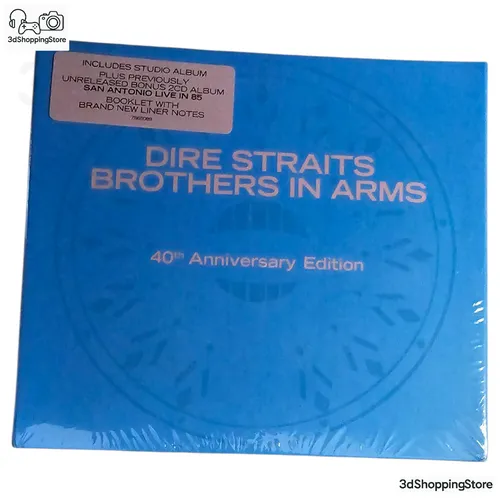 3dShoppingStore
INCLUDES STUDIO ALBUM
PLUS PREVIOUSLY
UNRELEASED BONUS 2CD ALBUM
SAN ANTONIO LIVE IN 85
BOOKLET WITH
BRAND NEW LINER NOTES
DIRE STRAITS
BROTHERS IN ARMS
40th Anniversary Edition
3dShoppingStore